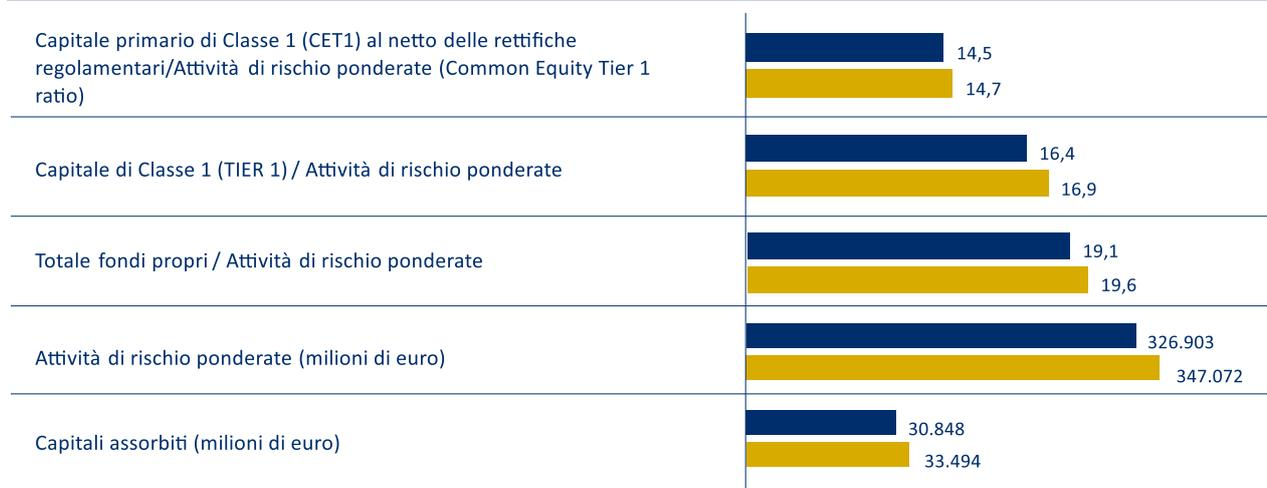 Capitale primario di Classe 1 (CET1) al netto delle rettifiche
regolamentari/Attività di rischio ponderate (Common Equity Tier 1
ratio)
14,5
14,7
Capitale di Classe 1 (TIER 1) / Attività di rischio ponderate
16,4
16,9
Totale fondi propri / Attività di rischio ponderate
19,1
19,6
Attività di rischio ponderate (milioni di euro)
326.903
347.072
Capitali assorbiti (milioni di euro)
30.848
33.494